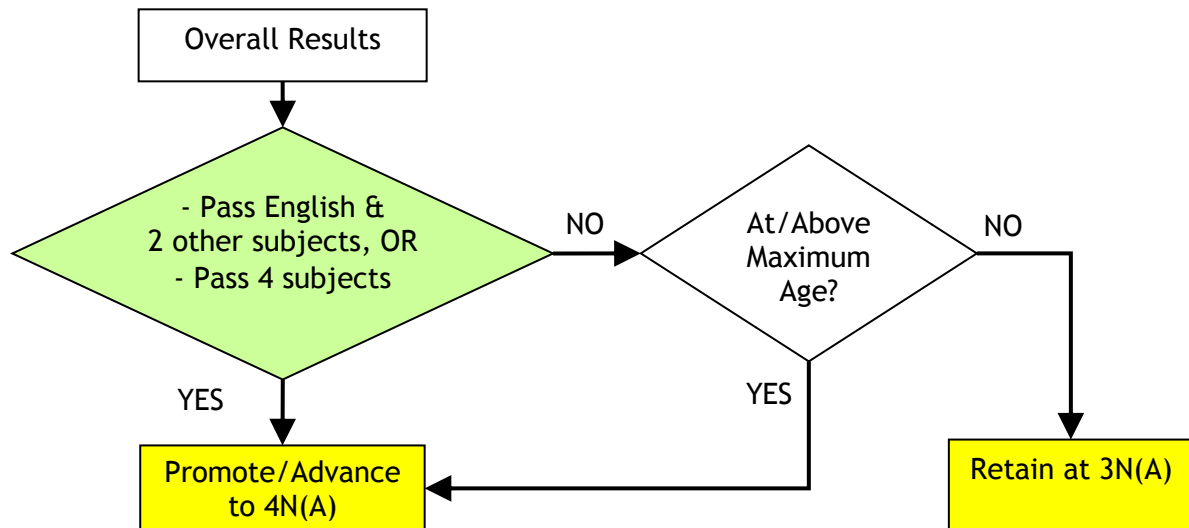 Overall Results
- Pass English &
2 other subjects, OR
- Pass 4 subjects
NO
At/Above
Maximum
Age?
NO
YES
YES
Promote/Advance
to 4N(A)
Retain at 3N(A)